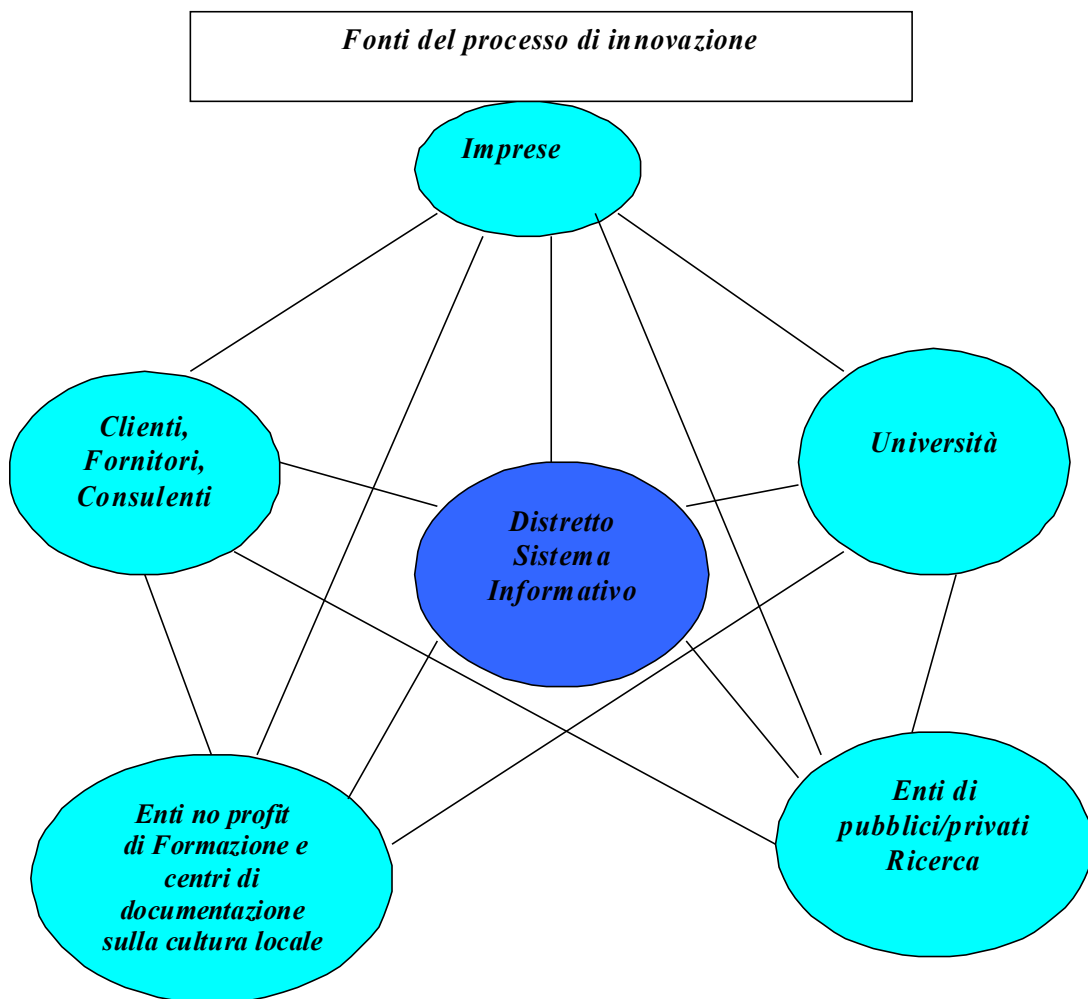 Fonti del processo di innovazione
Imprese
Clienti,
Fornitori,
Consulenti
Università
Distretto
Sistema
Informativo
Enti no profit
di Formazione e
centri di
documentazione
sulla cultura locale
Enti di
pubblici/privati
Ricerca